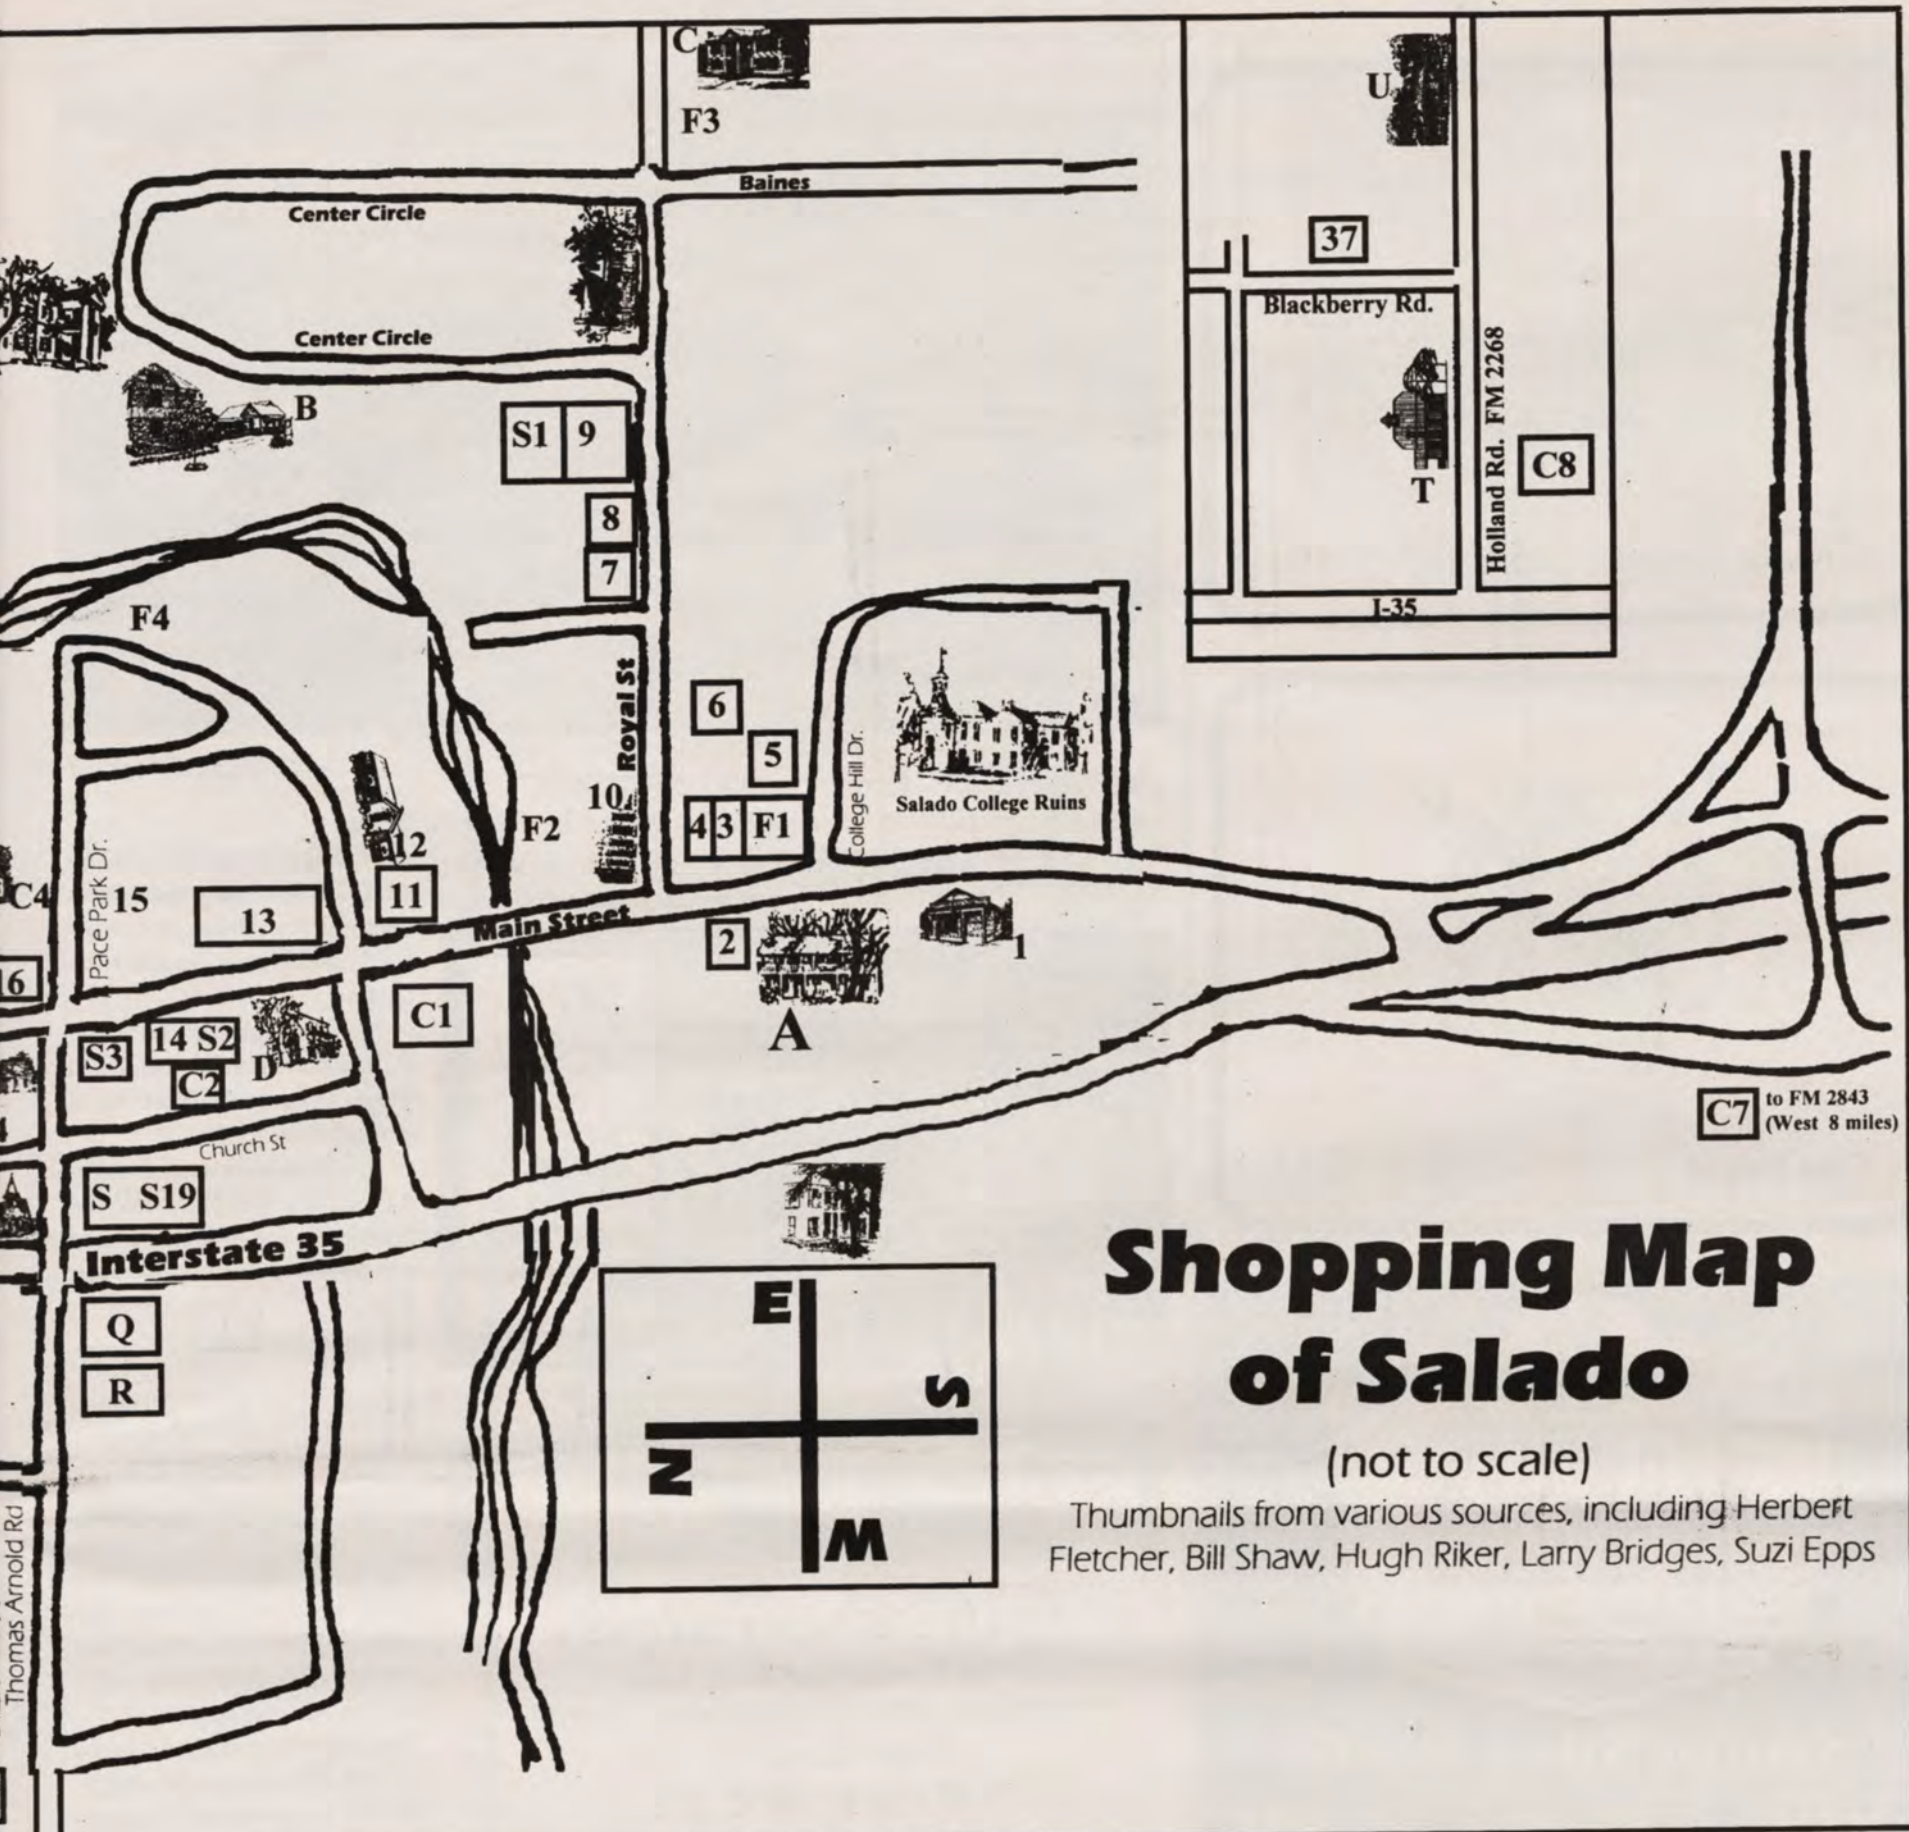 C
F3
U
Baines
Center Circle
37
Blackberry Rd.
Center Circle
Holland Rd. FM 2268
B
S1 9
C8
T
8
7
I-35
F4
Royal St
6
5
College Hill Dr.
Salado College Ruins
10
4 3 F1
F2
12
11
C4
Pace Park Dr.
15
13
Main Street
2
1
A
16
C1
S3
14 S2
C2
D
4
Church St
C7
to FM 2843
(West 8 miles)
S S19
Interstate 35
Q
R
E
S
N
W
Shopping Map
of Salado
(not to scale)
Thumbnails from various sources, including Herbert
Fletcher, Bill Shaw, Hugh Riker, Larry Bridges, Suzi Epps
Thomas Arnold Rd